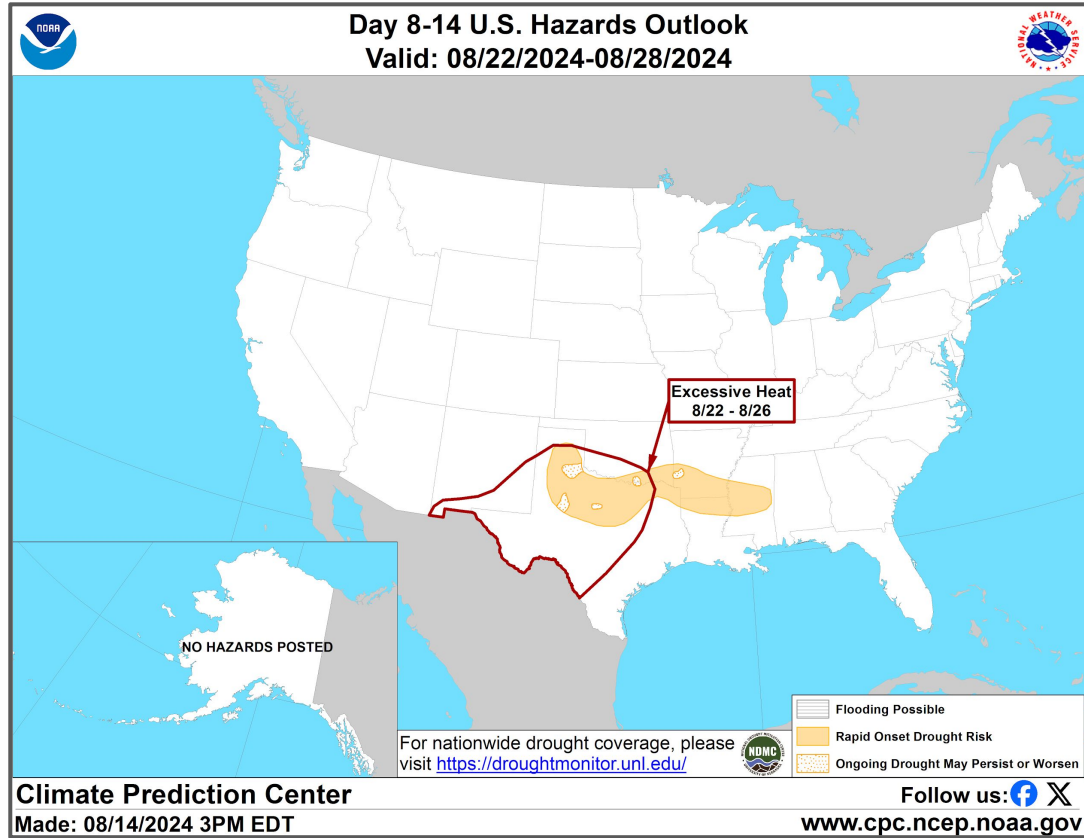 NOAA
Day 8-14 U.S. Hazards Outlook
Valid: 08/22/2024-08/28/2024
NATIONAL WEATHER SERVICE
Excessive Heat
8/22 - 8/26
NO HAZARDS POSTED
For nationwide drought coverage, please
visit https://droughtmonitor.unl.edu/
NDMC
Flooding Possible
Rapid Onset Drought Risk
Ongoing Drought May Persist or Worsen
Climate Prediction Center
Follow us:
Made: 08/14/2024 3PM EDT
www.cpc.ncep.noaa.gov